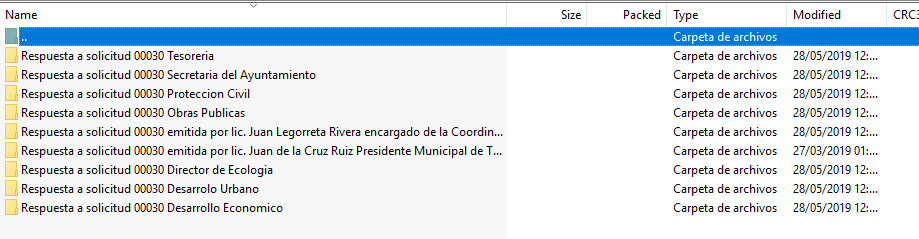 Name Size Packed Type Modified CRC3
.. Carpeta de archivos
Respuesta a solicitud 00030 Tesoreria Carpeta de archivos 28/05/2019 12:...
Respuesta a solicitud 00030 Secretaria del Ayuntamiento Carpeta de archivos 28/05/2019 12:...
Respuesta a solicitud 00030 Proteccion Civil Carpeta de archivos 28/05/2019 12:...
Respuesta a solicitud 00030 Obras Publicas Carpeta de archivos 28/05/2019 12:...
Respuesta a solicitud 00030 emitida por lic. Juan Legorreta Rivera encargado de la Coordin... Carpeta de archivos 28/05/2019 12:...
Respuesta a solicitud 00030 emitida por lic. Juan de la Cruz Ruiz Presidente Municipal de T... Carpeta de archivos 27/03/2019 01:...
Respuesta a solicitud 00030 Director de Ecologia Carpeta de archivos 28/05/2019 12:...
Respuesta a solicitud 00030 Desarrolo Urbano Carpeta de archivos 28/05/2019 12:...
Respuesta a solicitud 00030 Desarrollo Economico Carpeta de archivos 28/05/2019 12:...